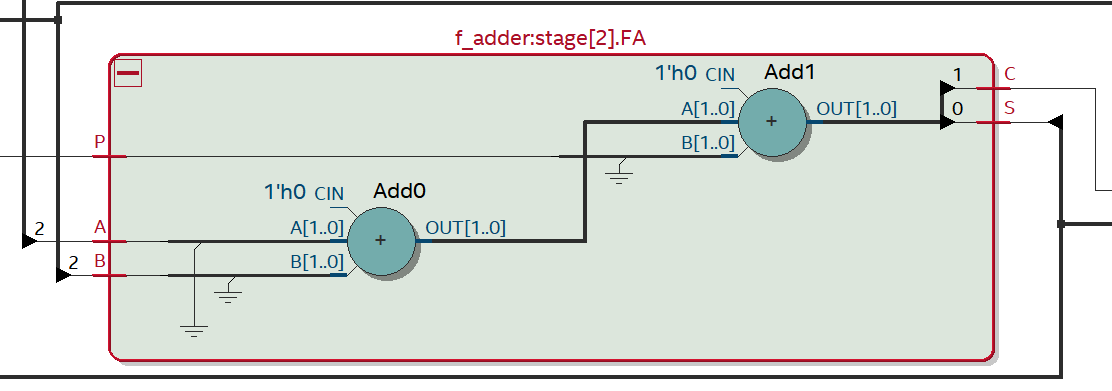 f_adder:stage[2].FA
1'h0 CIN Add1
1 C
A[1..0] OUT[1..0] 0 S
P B[1..0]
+
1'h0 CIN Add0
2 A A[1..0] OUT[1..0]
+
2 B B[1..0]